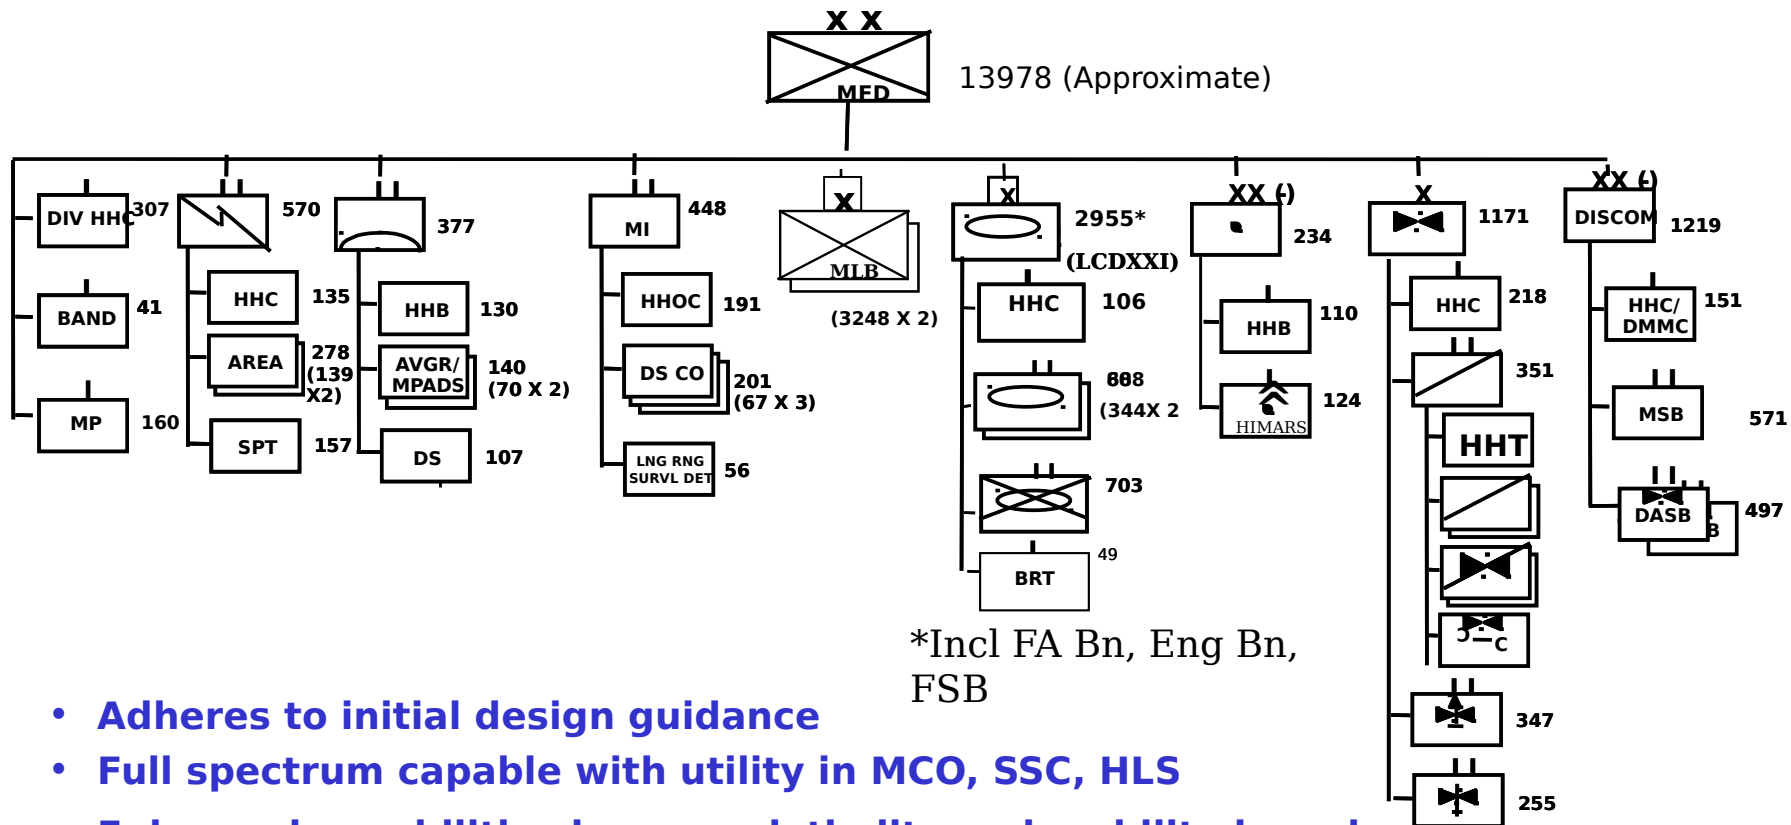 X X
MFD
13978 (Approximate)
DIV HHC
307
BAND
41
MP
160
570
HHC
135
AREA
278
(139
X2)
SPT
157
377
HHB
130
AVGR/
MPADS
140
(70 X 2)
DS
107
MI
448
HHOC
191
DS CO
201
(67 X 3)
LNG RNG
SURVL DET
56
X
MLB
(3248 X 2)
X
2955*
(LCDXXI)
HHC
106
(344X 2
703
BRT
49
*Incl FA Bn, Eng Bn,
FSB
XX (-)
234
HHB
110
HIMARS
124
X
1171
HHC
218
351
HHT
347
255
XX (-)
DISCOM
1219
HHC/
DMMC
151
MSB
571
DASB
B
497
• Adheres to initial design guidance
• Full spectrum capable with utility in MCO, SSC, HLS